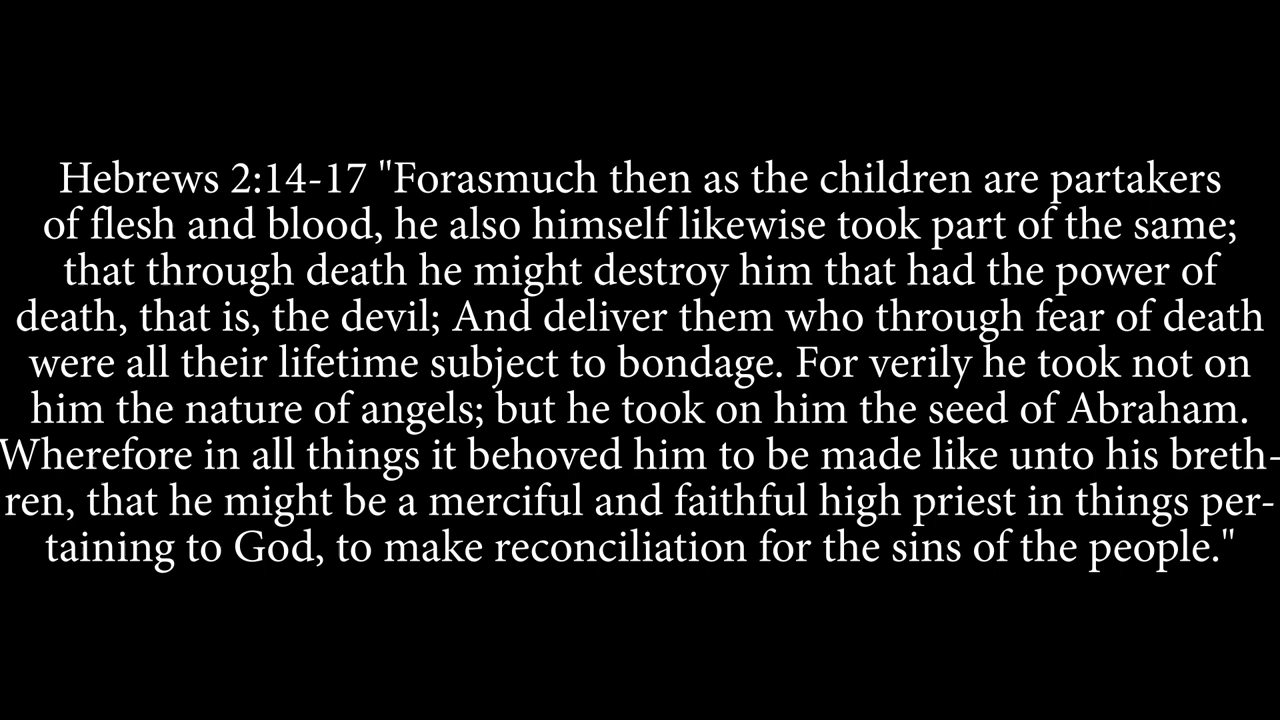 Hebrews 2:14-17 "Forasmuch then as the children are partakers
of flesh and blood, he also himself likewise took part of the same;
that through death he might destroy him that had the power of
death, that is, the devil; And deliver them who through fear of death
were all their lifetime subject to bondage. For verily he took not on
him the nature of angels; but he took on him the seed of Abraham.
Wherefore in all things it behoved him to be made like unto his breth-
ren, that he might be a merciful and faithful high priest in things per-
taining to God, to make reconciliation for the sins of the people."